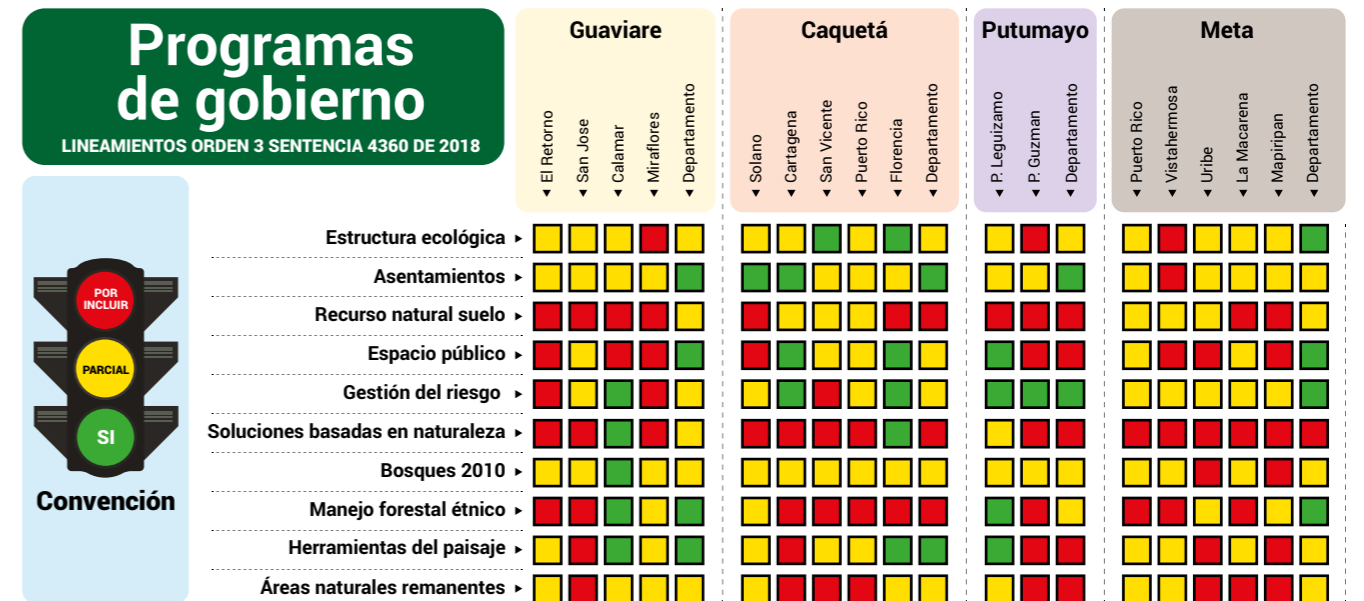 Programas
de gobierno
LINEAMIENTOS ORDEN 3 SENTENCIA 4360 DE 2018
Guaviare
El Retorno
San Jose
Calamar
Miraflores
Departamento
Caquetá
Solano
Cartagena
San Vicente
Puerto Rico
Florencia
Departamento
Putumayo
P. Leguizamo
P. Guzman
Departamento
Meta
Puerto Rico
Vistahermosa
Uribe
La Macarena
Mapiripan
Departamento
POR
INCLUIR
PARCIAL
SI
Convención
Estructura ecológica
Asentamientos
Recurso natural suelo
Espacio público
Gestión del riesgo
Soluciones basadas en naturaleza
Bosques 2010
Manejo forestal étnico
Herramientas del paisaje
Áreas naturales remanentes